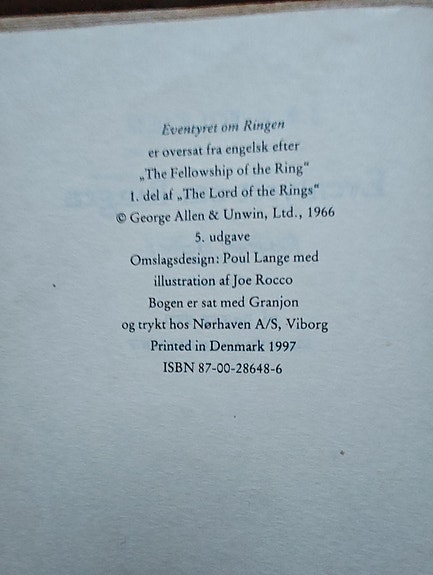 Eventyret om Ringen
er oversat fra engelsk efter
„The Fellowship of the Ring“
1. del af „The Lord of the Rings“
© George Allen & Unwin, Ltd., 1966
5. udgave
Omslagsdesign: Poul Lange med
illustration af Joe Rocco
Bogen er sat med Granjon
og trykt hos Nørhaven A/S, Viborg
Printed in Denmark 1997
ISBN 87-00-28648-6